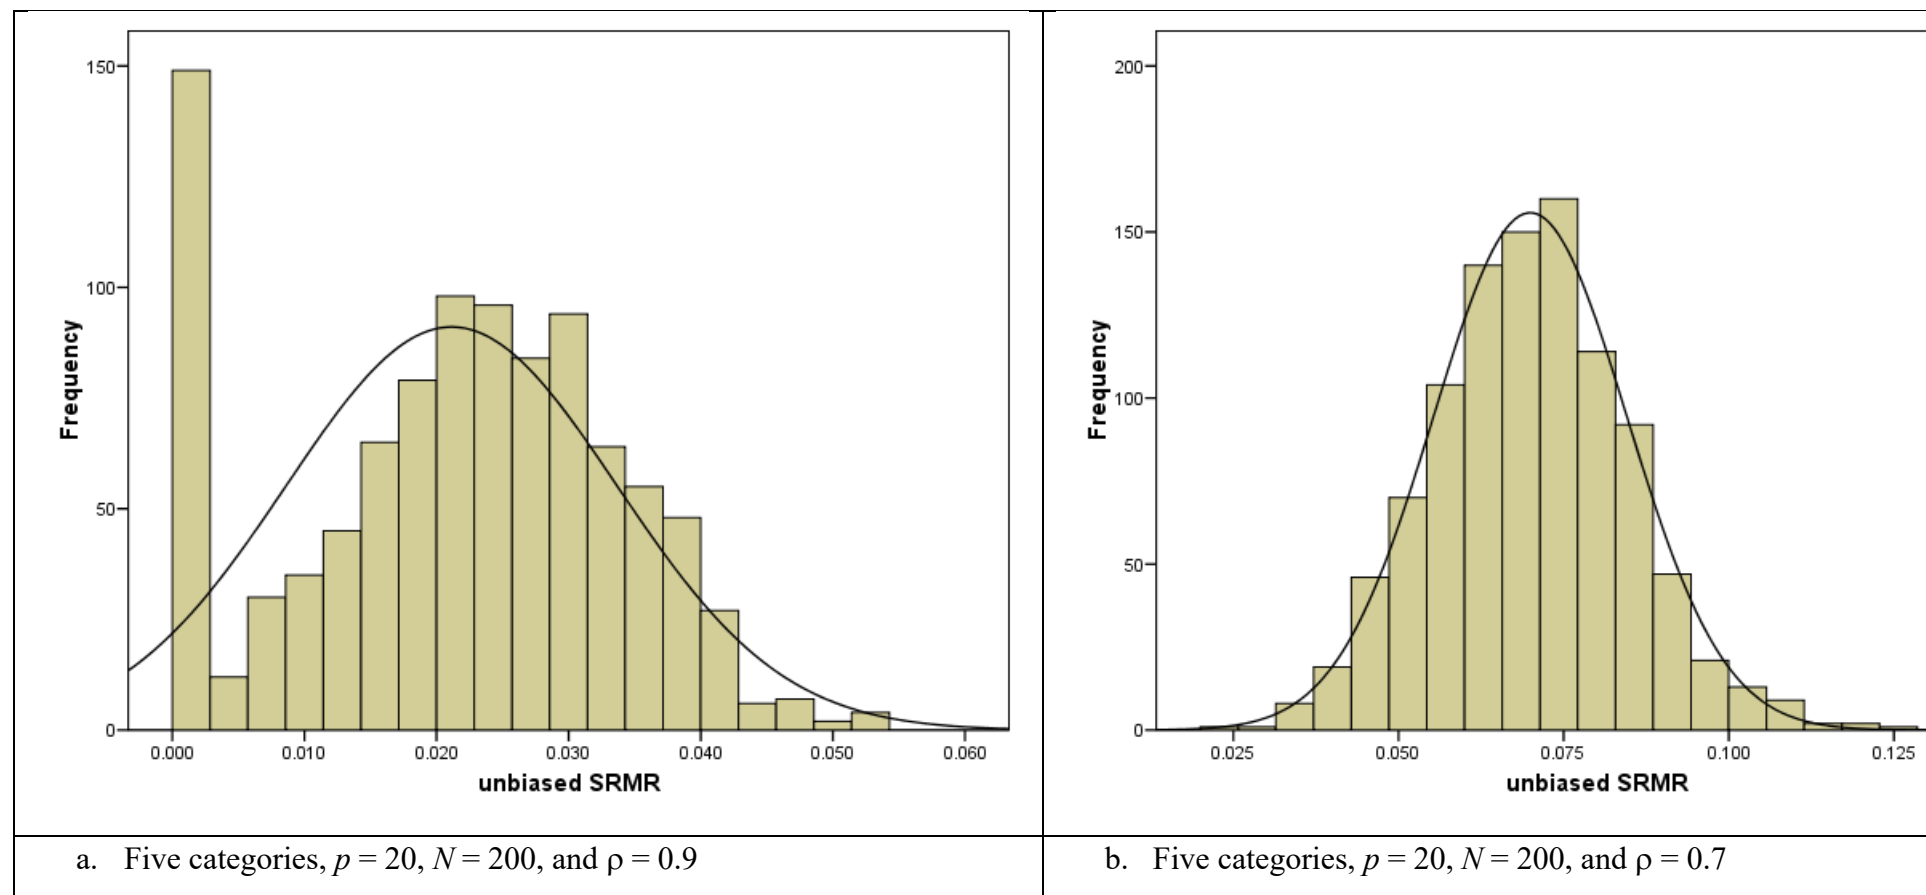 150
100
50
0
Frequency
0.000 0.010 0.020 0.030 0.040 0.050 0.060
unbiased SRMR
200
150
100
50
0
Frequency
0.025 0.050 0.075 0.100 0.125
unbiased SRMR
a. Five categories, p = 20, N = 200, and ρ = 0.9
b. Five categories, p = 20, N = 200, and ρ = 0.7